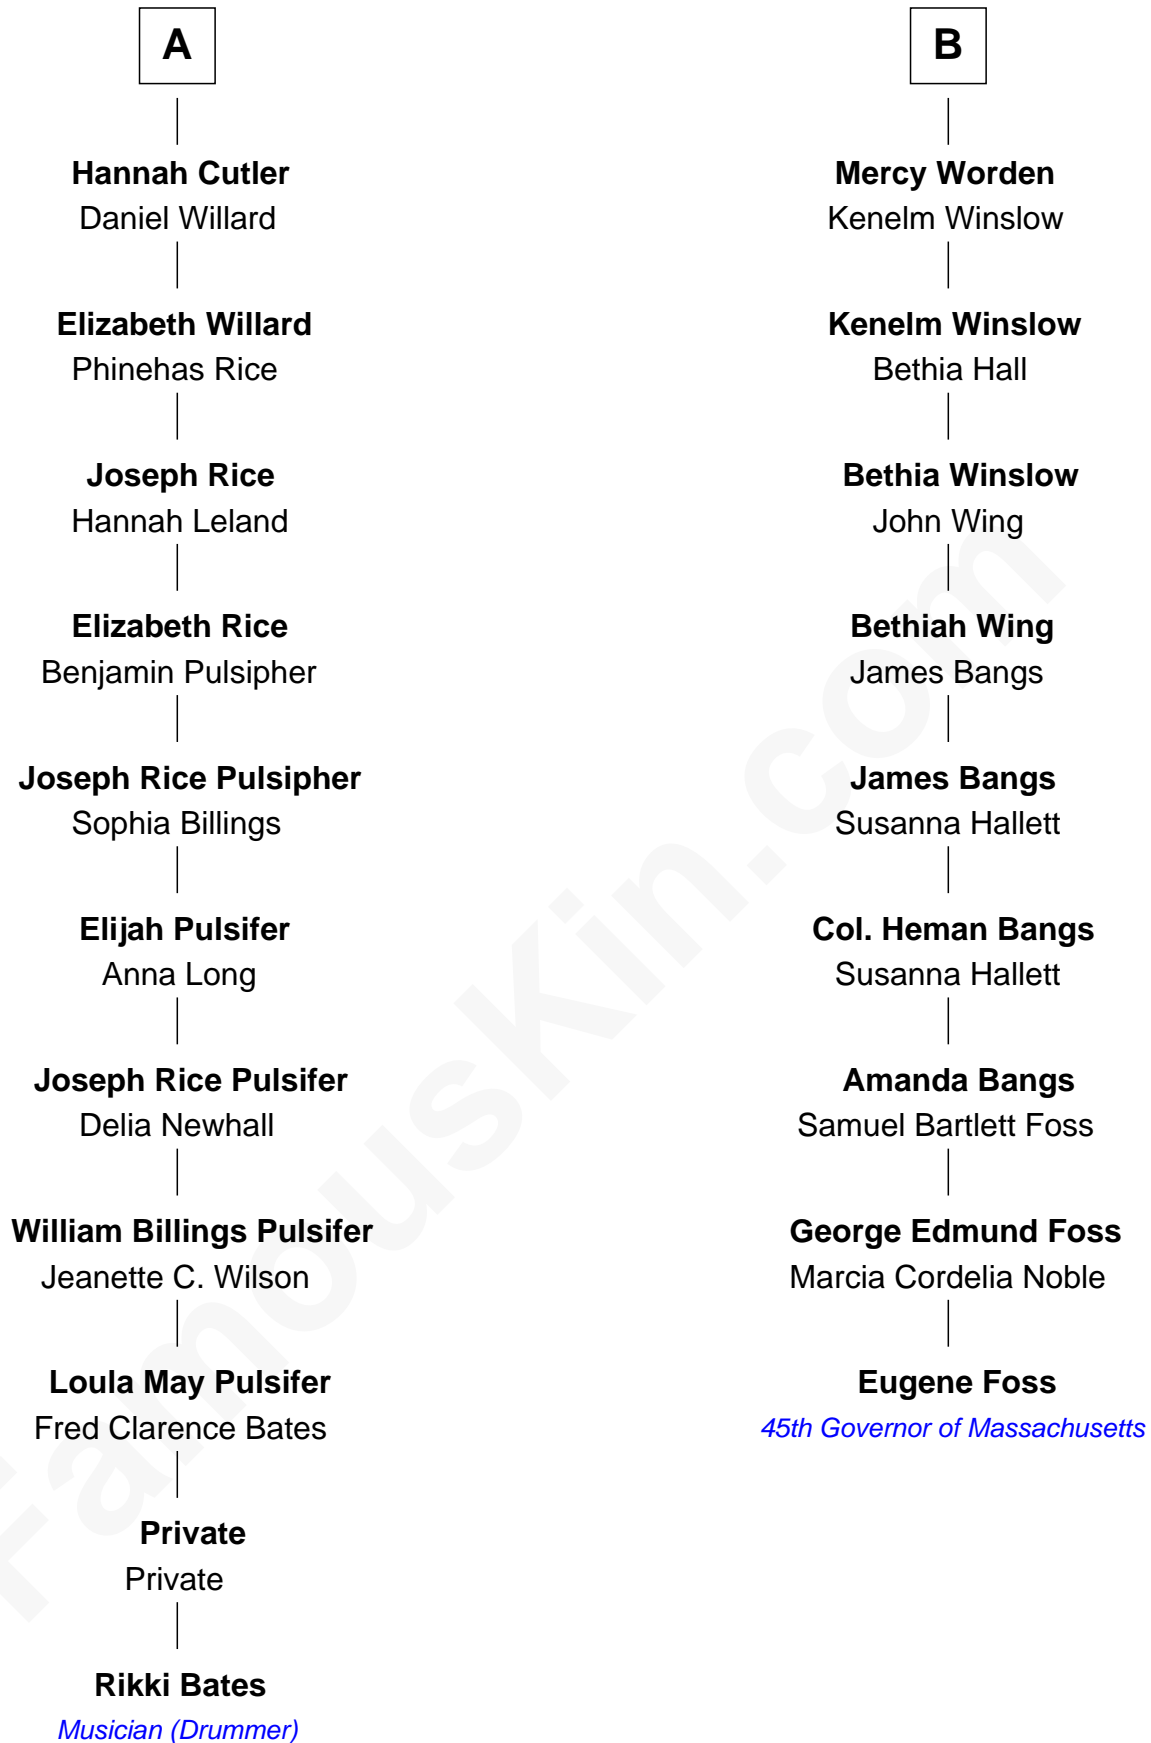 A
Hannah Cutler
Daniel Willard
Elizabeth Willard
Phinehas Rice
Joseph Rice
Hannah Leland
Elizabeth Rice
Benjamin Pulsipher
Joseph Rice Pulsipher
Sophia Billings
Elijah Pulsifer
Anna Long
Joseph Rice Pulsifer
Delia Newhall
William Billings Pulsifer
Jeanette C. Wilson
Loula May Pulsifer
Fred Clarence Bates
Private
Private
Rikki Bates
Musician (Drummer)
B
Mercy Worden
Kenelm Winslow
Kenelm Winslow
Bethia Hall
Bethia Winslow
John Wing
Bethiah Wing
James Bangs
James Bangs
Susanna Hallett
Col. Heman Bangs
Susanna Hallett
Amanda Bangs
Samuel Bartlett Foss
George Edmund Foss
Marcia Cordelia Noble
Eugene Foss
45th Governor of Massachusetts
FamousKin.com